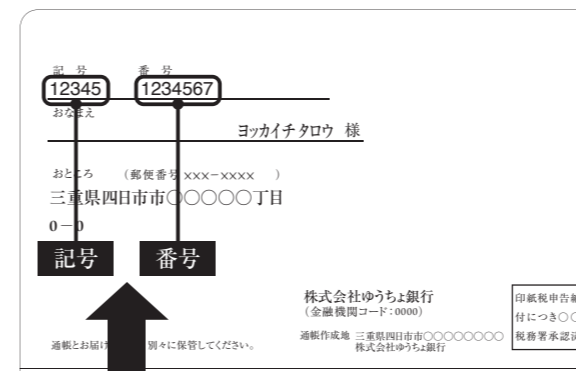 記 号 番 号
12345 1234567
おなまえ
ヨッカイチタロウ 様
おところ (郵便番号 xxx-xxxx )
三重県四日市市○○○○○丁目
0-0
記号 番号
株式会社ゆうちょ銀行
(金融機関コード:0000)
通帳作成地 三重県四日市市○○○○○○○○
株式会社ゆうちょ銀行
印紙税申告納
付につき○○
税務署承認済
通帳とお届け 別々に保管してください。